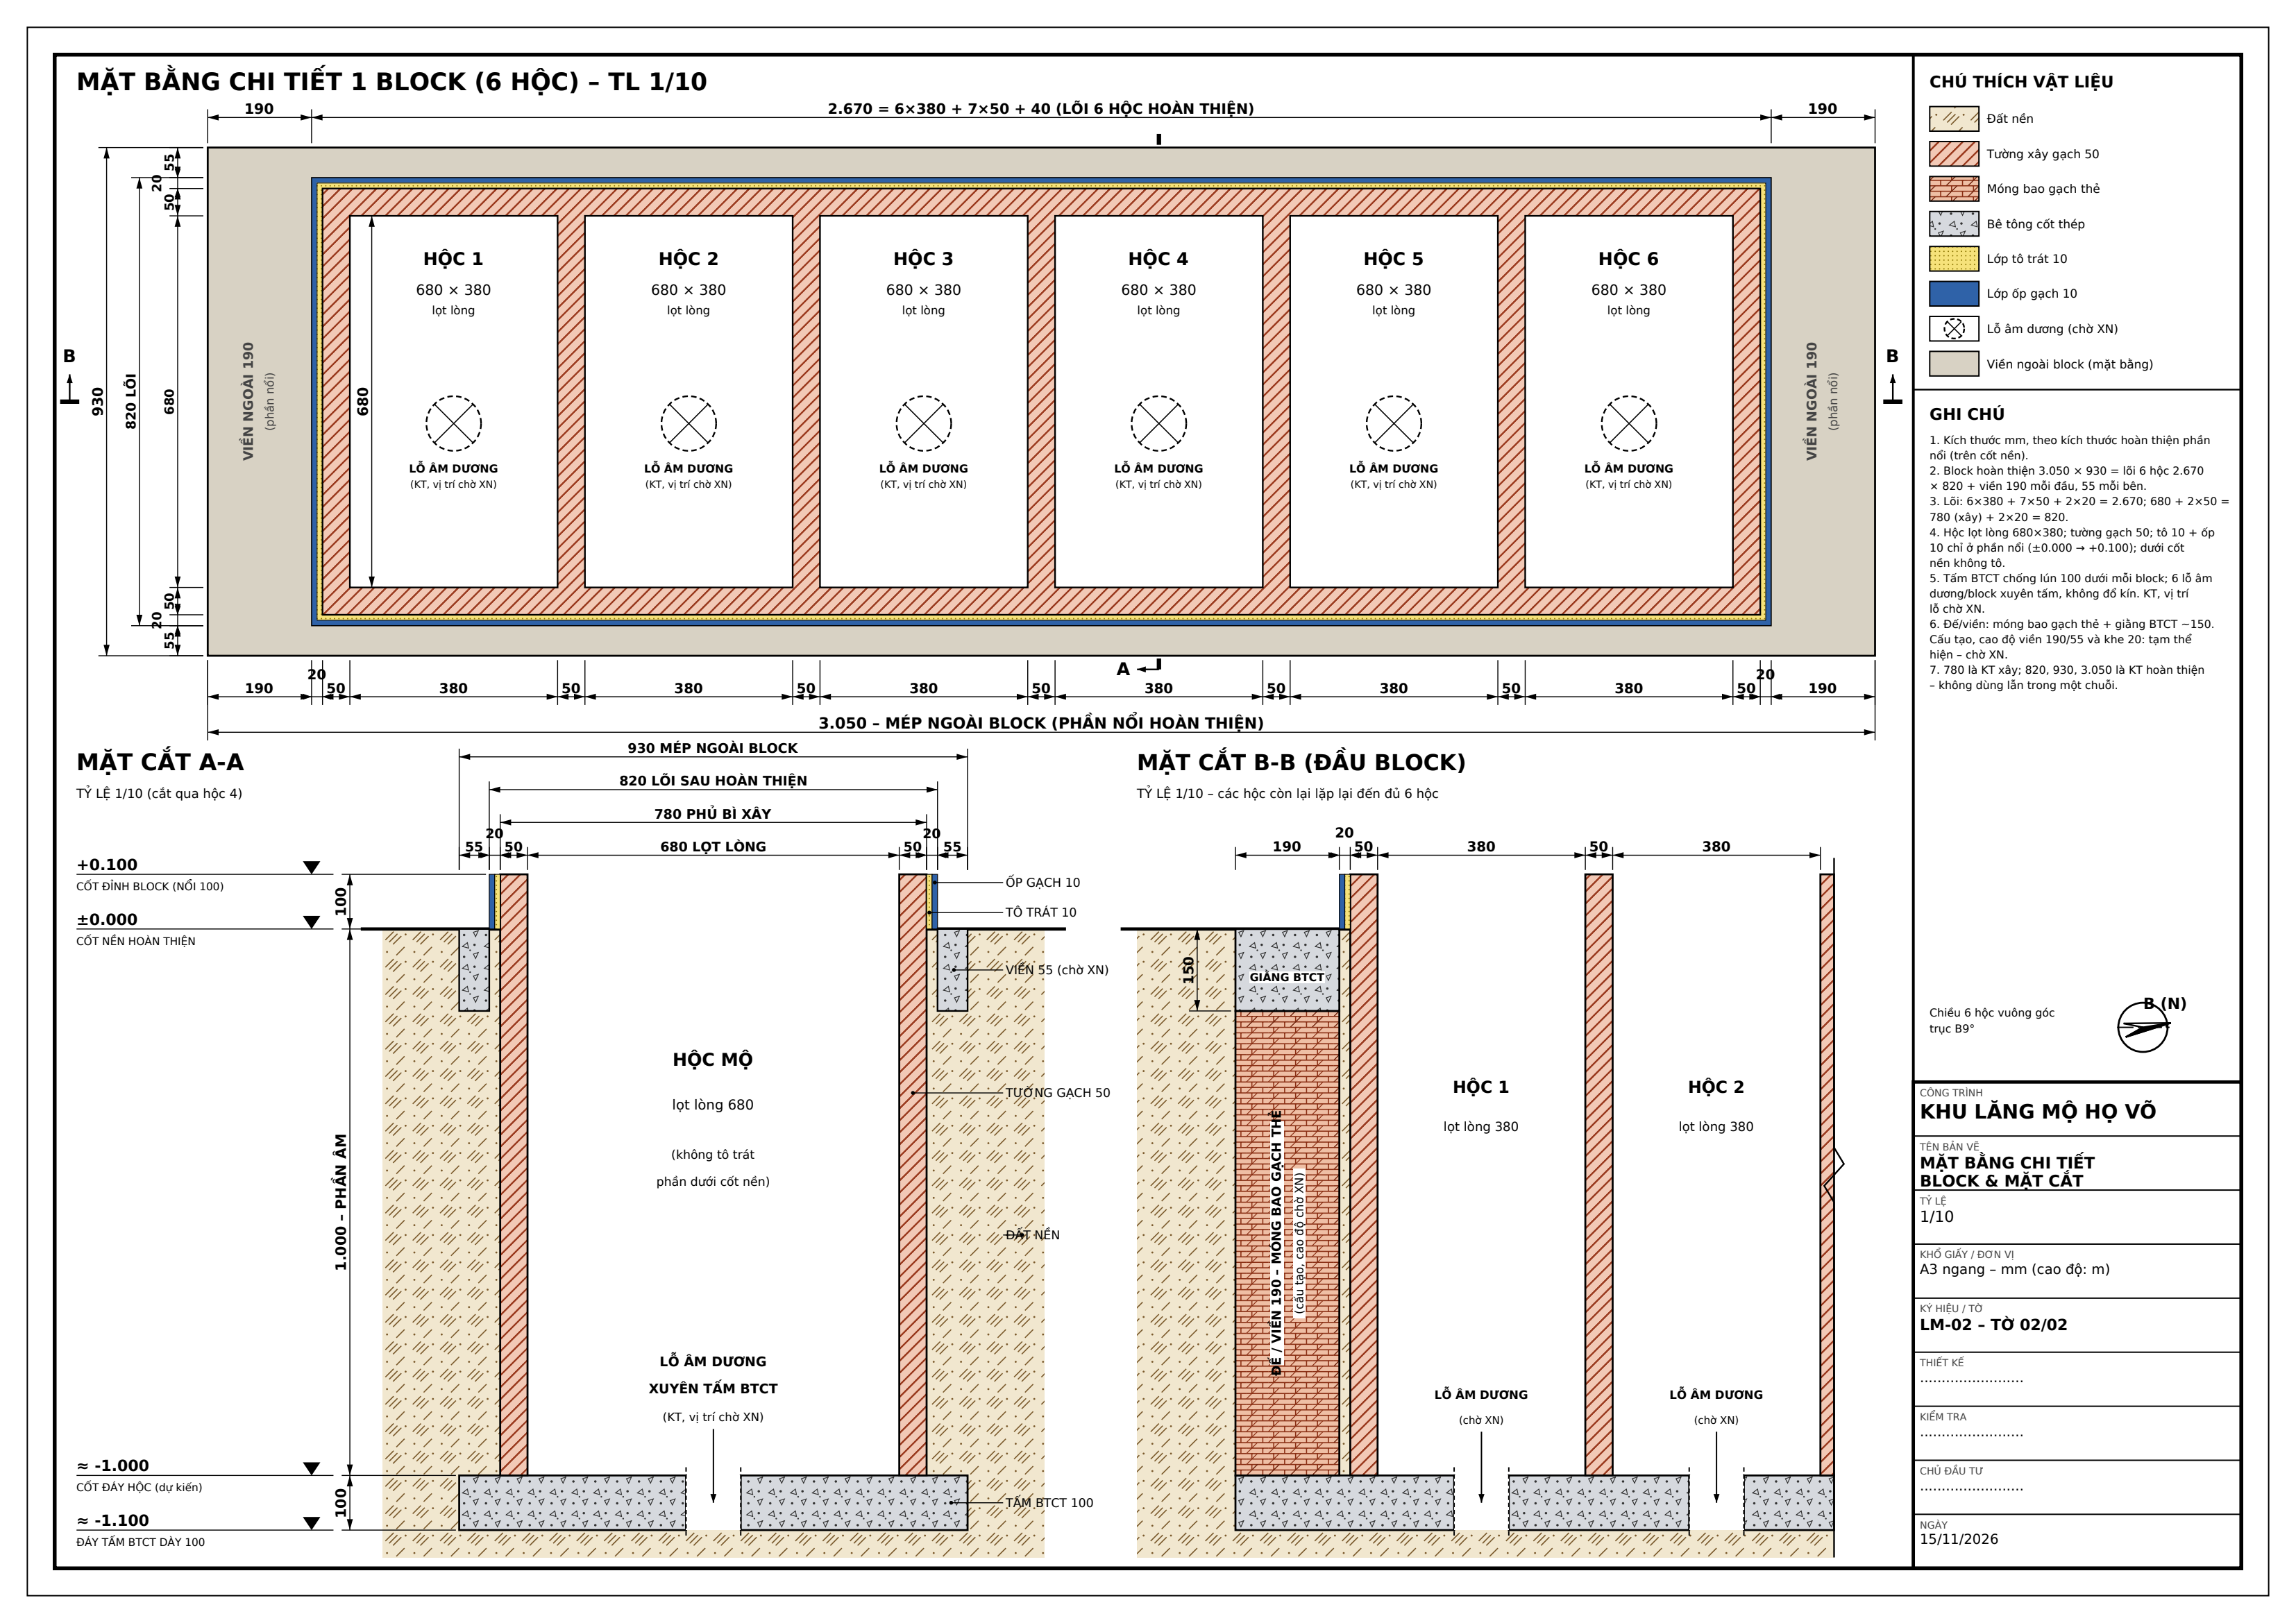 MẶT BẰNG CHI TIẾT 1 BLOCK (6 HỘC) – TL 1/10
190
2.670 = 6×380 + 7×50 + 40 (LÕI 6 HỘC HOÀN THIỆN)
190
55
20
50
680
50
20
55
820 LÕI
930
B
B
VIỀN NGOÀI 190
(phần nổi)
680
HỘC 1
680 × 380
lọt lòng
LỖ ÂM DƯƠNG
(KT, vị trí chờ XN)
HỘC 2
680 × 380
lọt lòng
LỖ ÂM DƯƠNG
(KT, vị trí chờ XN)
HỘC 3
680 × 380
lọt lòng
LỖ ÂM DƯƠNG
(KT, vị trí chờ XN)
HỘC 4
680 × 380
lọt lòng
LỖ ÂM DƯƠNG
(KT, vị trí chờ XN)
HỘC 5
680 × 380
lọt lòng
LỖ ÂM DƯƠNG
(KT, vị trí chờ XN)
HỘC 6
680 × 380
lọt lòng
LỖ ÂM DƯƠNG
(KT, vị trí chờ XN)
VIỀN NGOÀI 190
(phần nổi)
A
190 20 50 380 50 380 50 380 50 380 50 380 50 380 50 20 190
3.050 – MÉP NGOÀI BLOCK (PHẦN NỔI HOÀN THIỆN)
MẶT CẮT A-A
TỶ LỆ 1/10 (cắt qua hộc 4)
930 MÉP NGOÀI BLOCK
820 LÕI SAU HOÀN THIỆN
780 PHỦ BÌ XÂY
55 20 50 680 LỌT LÒNG 50 20 55
+0.100
CỐT ĐỈNH BLOCK (NỔI 100)
±0.000
CỐT NỀN HOÀN THIỆN
100
1.000 – PHẦN ÂM
100
≈ -1.000
CỐT ĐÁY HỘC (dự kiến)
≈ -1.100
ĐÁY TẤM BTCT DÀY 100
HỘC MỘ
lọt lòng 680
(không tô trát
phần dưới cốt nền)
LỖ ÂM DƯƠNG
XUYÊN TẤM BTCT
(KT, vị trí chờ XN)
ỐP GẠCH 10
TÔ TRÁT 10
VIỀN 55 (chờ XN)
TƯỜNG GẠCH 50
ĐẤT NỀN
TẤM BTCT 100
MẶT CẮT B-B (ĐẦU BLOCK)
TỶ LỆ 1/10 – các hộc còn lại lặp lại đến đủ 6 hộc
190 20 50 380 50 380
150
GIẰNG BTCT
ĐẾ / VIỀN 190 – MÓNG BAO GẠCH THẺ
(cấu tạo, cao độ chờ XN)
HỘC 1
lọt lòng 380
LỖ ÂM DƯƠNG
(chờ XN)
HỘC 2
lọt lòng 380
LỖ ÂM DƯƠNG
(chờ XN)
CHÚ THÍCH VẬT LIỆU
Đất nền
Tường xây gạch 50
Móng bao gạch thẻ
Bê tông cốt thép
Lớp tô trát 10
Lớp ốp gạch 10
Lỗ âm dương (chờ XN)
Viền ngoài block (mặt bằng)
GHI CHÚ
1. Kích thước mm, theo kích thước hoàn thiện phần
nổi (trên cốt nền).
2. Block hoàn thiện 3.050 × 930 = lõi 6 hộc 2.670
× 820 + viền 190 mỗi đầu, 55 mỗi bên.
3. Lõi: 6×380 + 7×50 + 2×20 = 2.670; 680 + 2×50 =
780 (xây) + 2×20 = 820.
4. Hộc lọt lòng 680×380; tường gạch 50; tô 10 + ốp
10 chỉ ở phần nổi (±0.000 → +0.100); dưới cốt
nền không tô.
5. Tấm BTCT chống lún 100 dưới mỗi block; 6 lỗ âm
dương/block xuyên tấm, không đổ kín. KT, vị trí
lỗ chờ XN.
6. Đế/viền: móng bao gạch thẻ + giằng BTCT ~150.
Cấu tạo, cao độ viền 190/55 và khe 20: tạm thể
hiện – chờ XN.
7. 780 là KT xây; 820, 930, 3.050 là KT hoàn thiện
– không dùng lẫn trong một chuỗi.
Chiều 6 hộc vuông góc
trục B9°
B (N)
CÔNG TRÌNH
KHU LĂNG MỘ HỌ VÕ
TÊN BẢN VẼ
MẶT BẰNG CHI TIẾT
BLOCK & MẶT CẮT
TỶ LỆ
1/10
KHỔ GIẤY / ĐƠN VỊ
A3 ngang – mm (cao độ: m)
KÝ HIỆU / TỜ
LM-02 – TỜ 02/02
THIẾT KẾ
........................
KIỂM TRA
........................
CHỦ ĐẦU TƯ
........................
NGÀY
15/11/2026